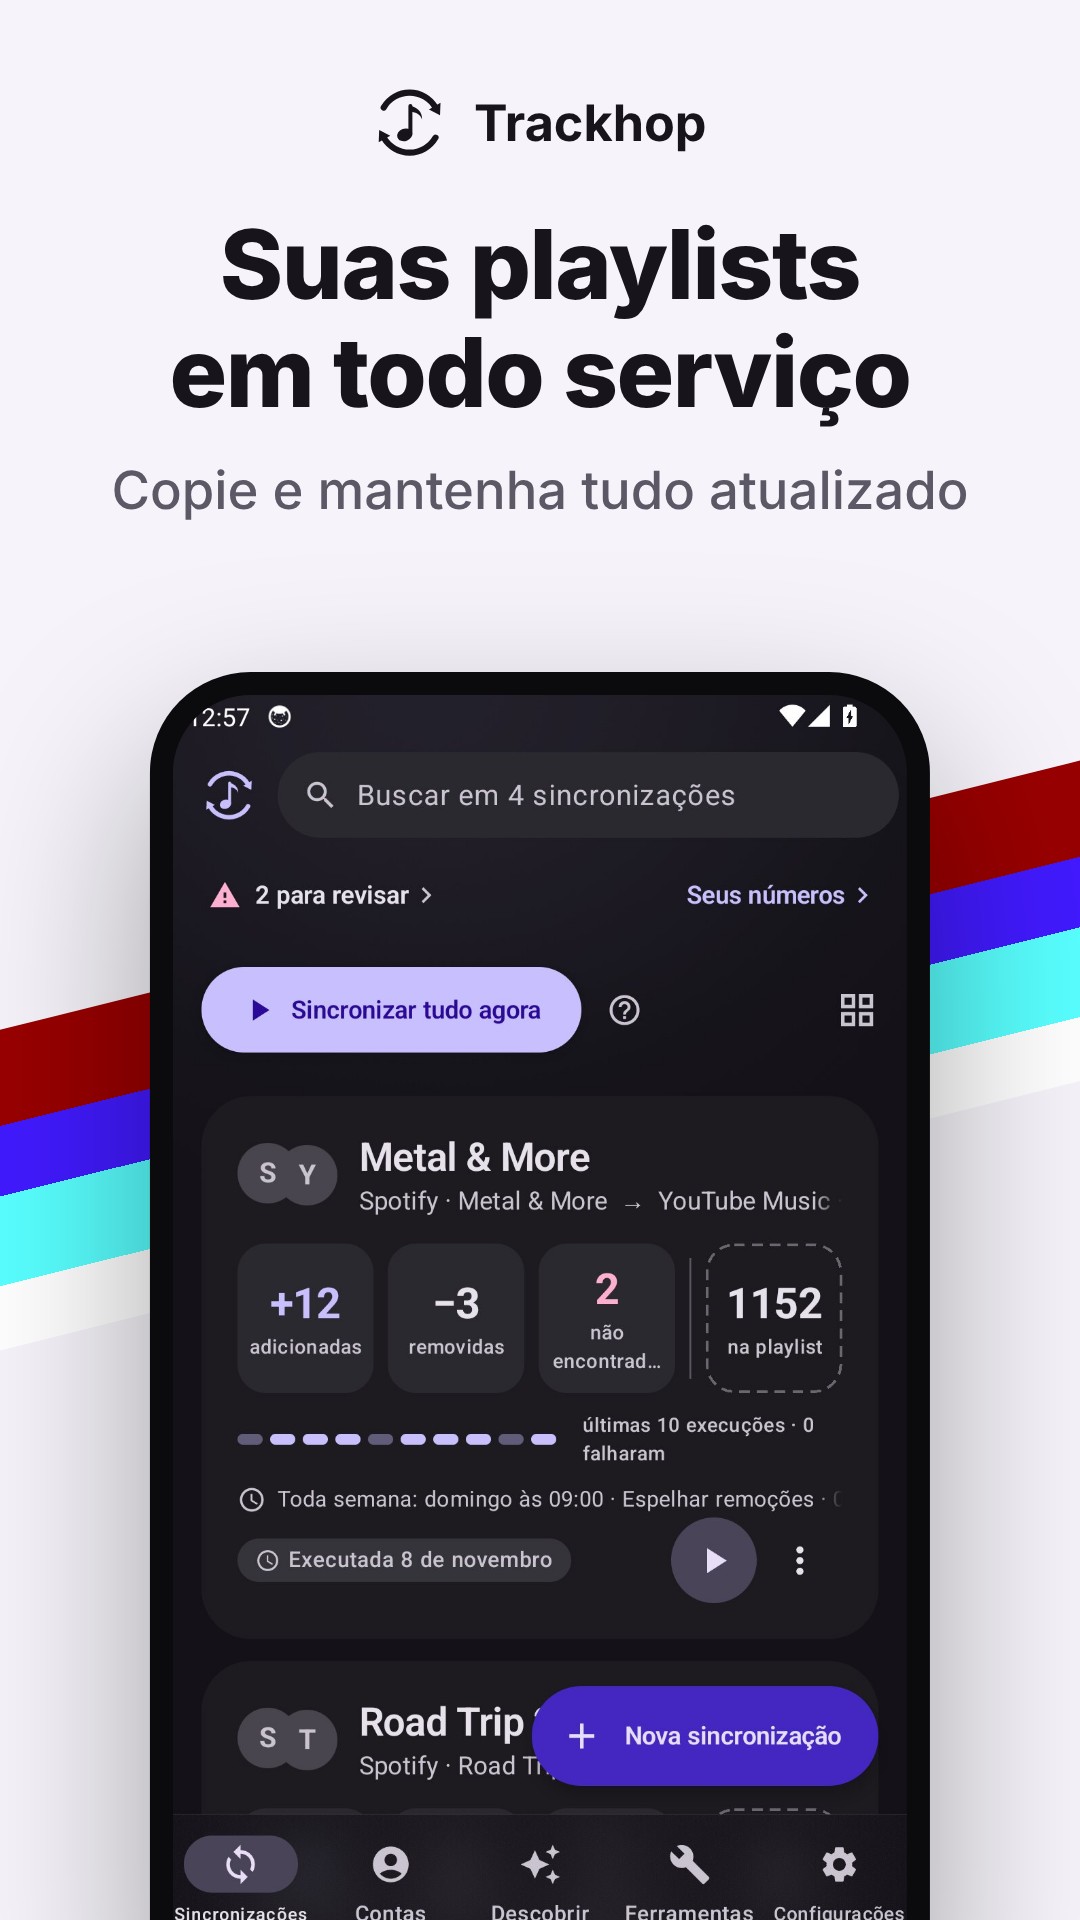 Trackhop
Suas playlists
em todo serviço
Copie e mantenha tudo atualizado
12:57
Buscar em 4 sincronizações
2 para revisar
Seus números
Sincronizar tudo agora
S Y
Metal & More
Spotify · Metal & More → YouTube Music
+12
adicionadas
−3
removidas
2
não
encontrad…
1152
na playlist
últimas 10 execuções · 0
falharam
Toda semana: domingo às 09:00 · Espelhar remoções ·
Executada 8 de novembro
S T
Road Trip
Spotify · Road
Nova sincronização
Sincronizações
Contas
Descobrir
Ferramentas
Configurações